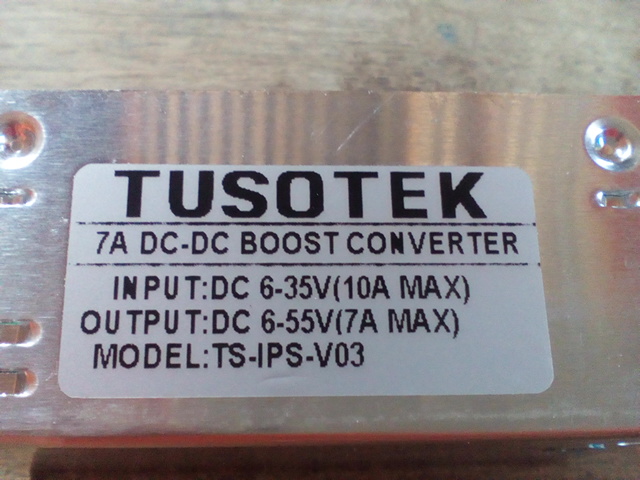 TUSOTEK
7A DC-DC BOOST CONVERTER
INPUT:DC 6-35V(10A MAX)
OUTPUT:DC 6-55V(7A MAX)
MODEL:TS-IPS-V03